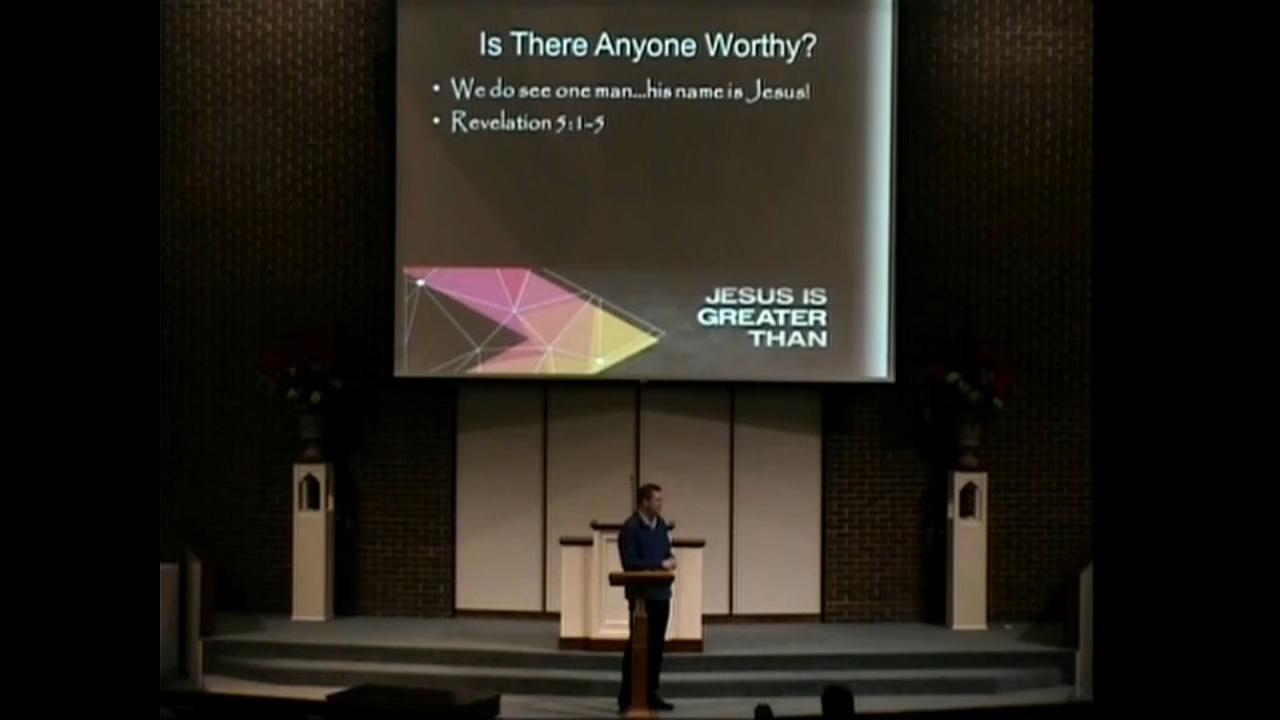 Is There Anyone Worthy?
• We do see one man...his name is Jesus!
• Revelation 5:1-5
JESUS IS
GREATER
THAN